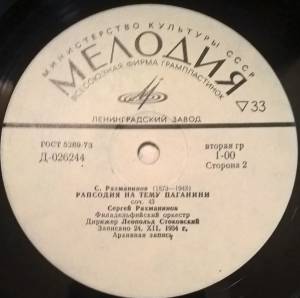 МИНИСТЕРСТВО КУЛЬТУРЫ СССР
МЕЛОДИЯ
ВСЕСОЮЗНАЯ ФИРМА ГРАМПЛАСТИНОК
33
ЛЕНИНГРАДСКИЙ ЗАВОД
ГОСТ 5289-73
Д-026244
вторая гр
1-00
Сторона 2
С. Рахманинов (1873—1943)
РАПСОДИЯ НА ТЕМУ ПАГАНИНИ
соч. 43
Сергей Рахманинов
Филадельфийский оркестр
Дирижер Леопольд Стоковский
Записано 24. XII. 1934 г.
Архивная запись